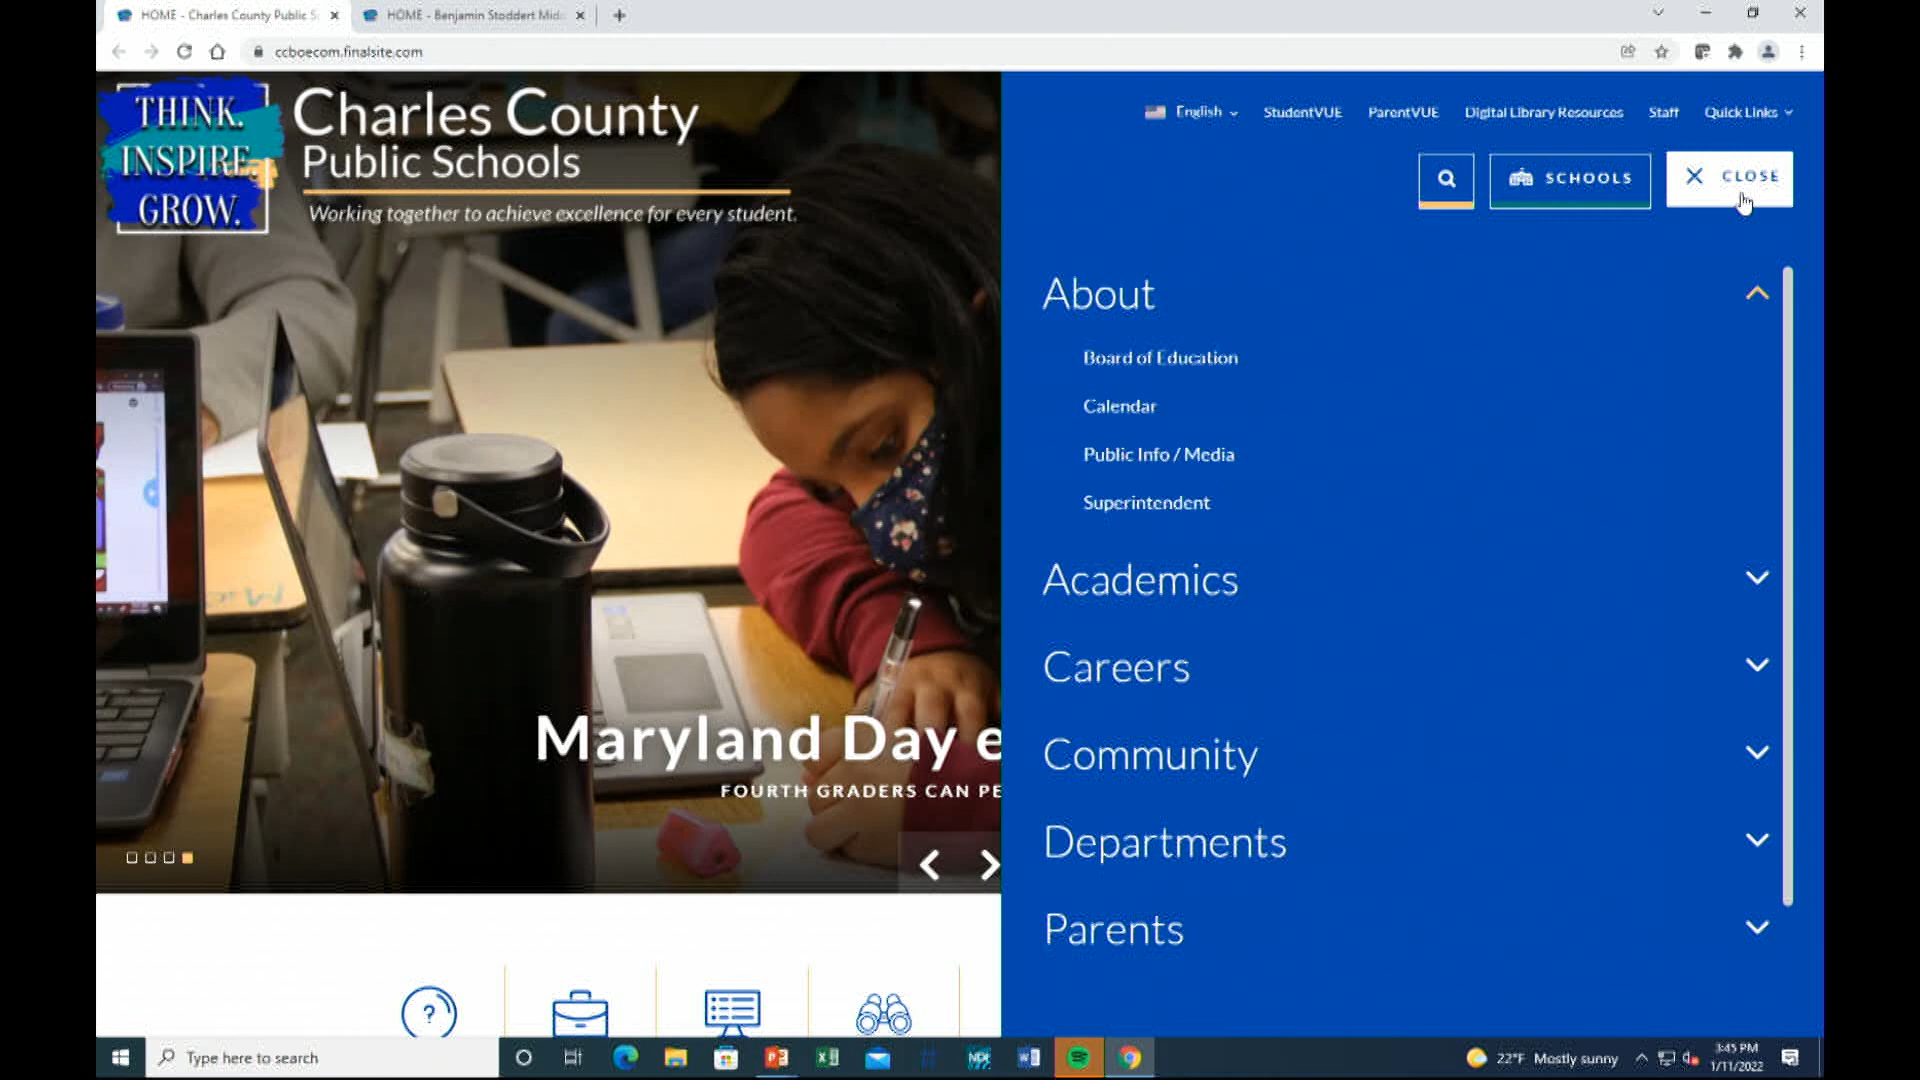 HOME - Charles County Public S
HOME - Benjamin Stoddert Mid
ccboecom.finalsite.com
THINK.
INSPIRE.
GROW.
Charles County
Public Schools
Working together to achieve excellence for every student.
English
StudentVUE
ParentVUE
Digital Library Resources
Staff
Quick Links
SCHOOLS
CLOSE
About
Board of Education
Calendar
Public Info / Media
Superintendent
Academics
Careers
Community
Departments
Parents
Maryland Day e
FOURTH GRADERS CAN PE
?
Type here to search
22°F Mostly sunny
3:45 PM
1/11/2022